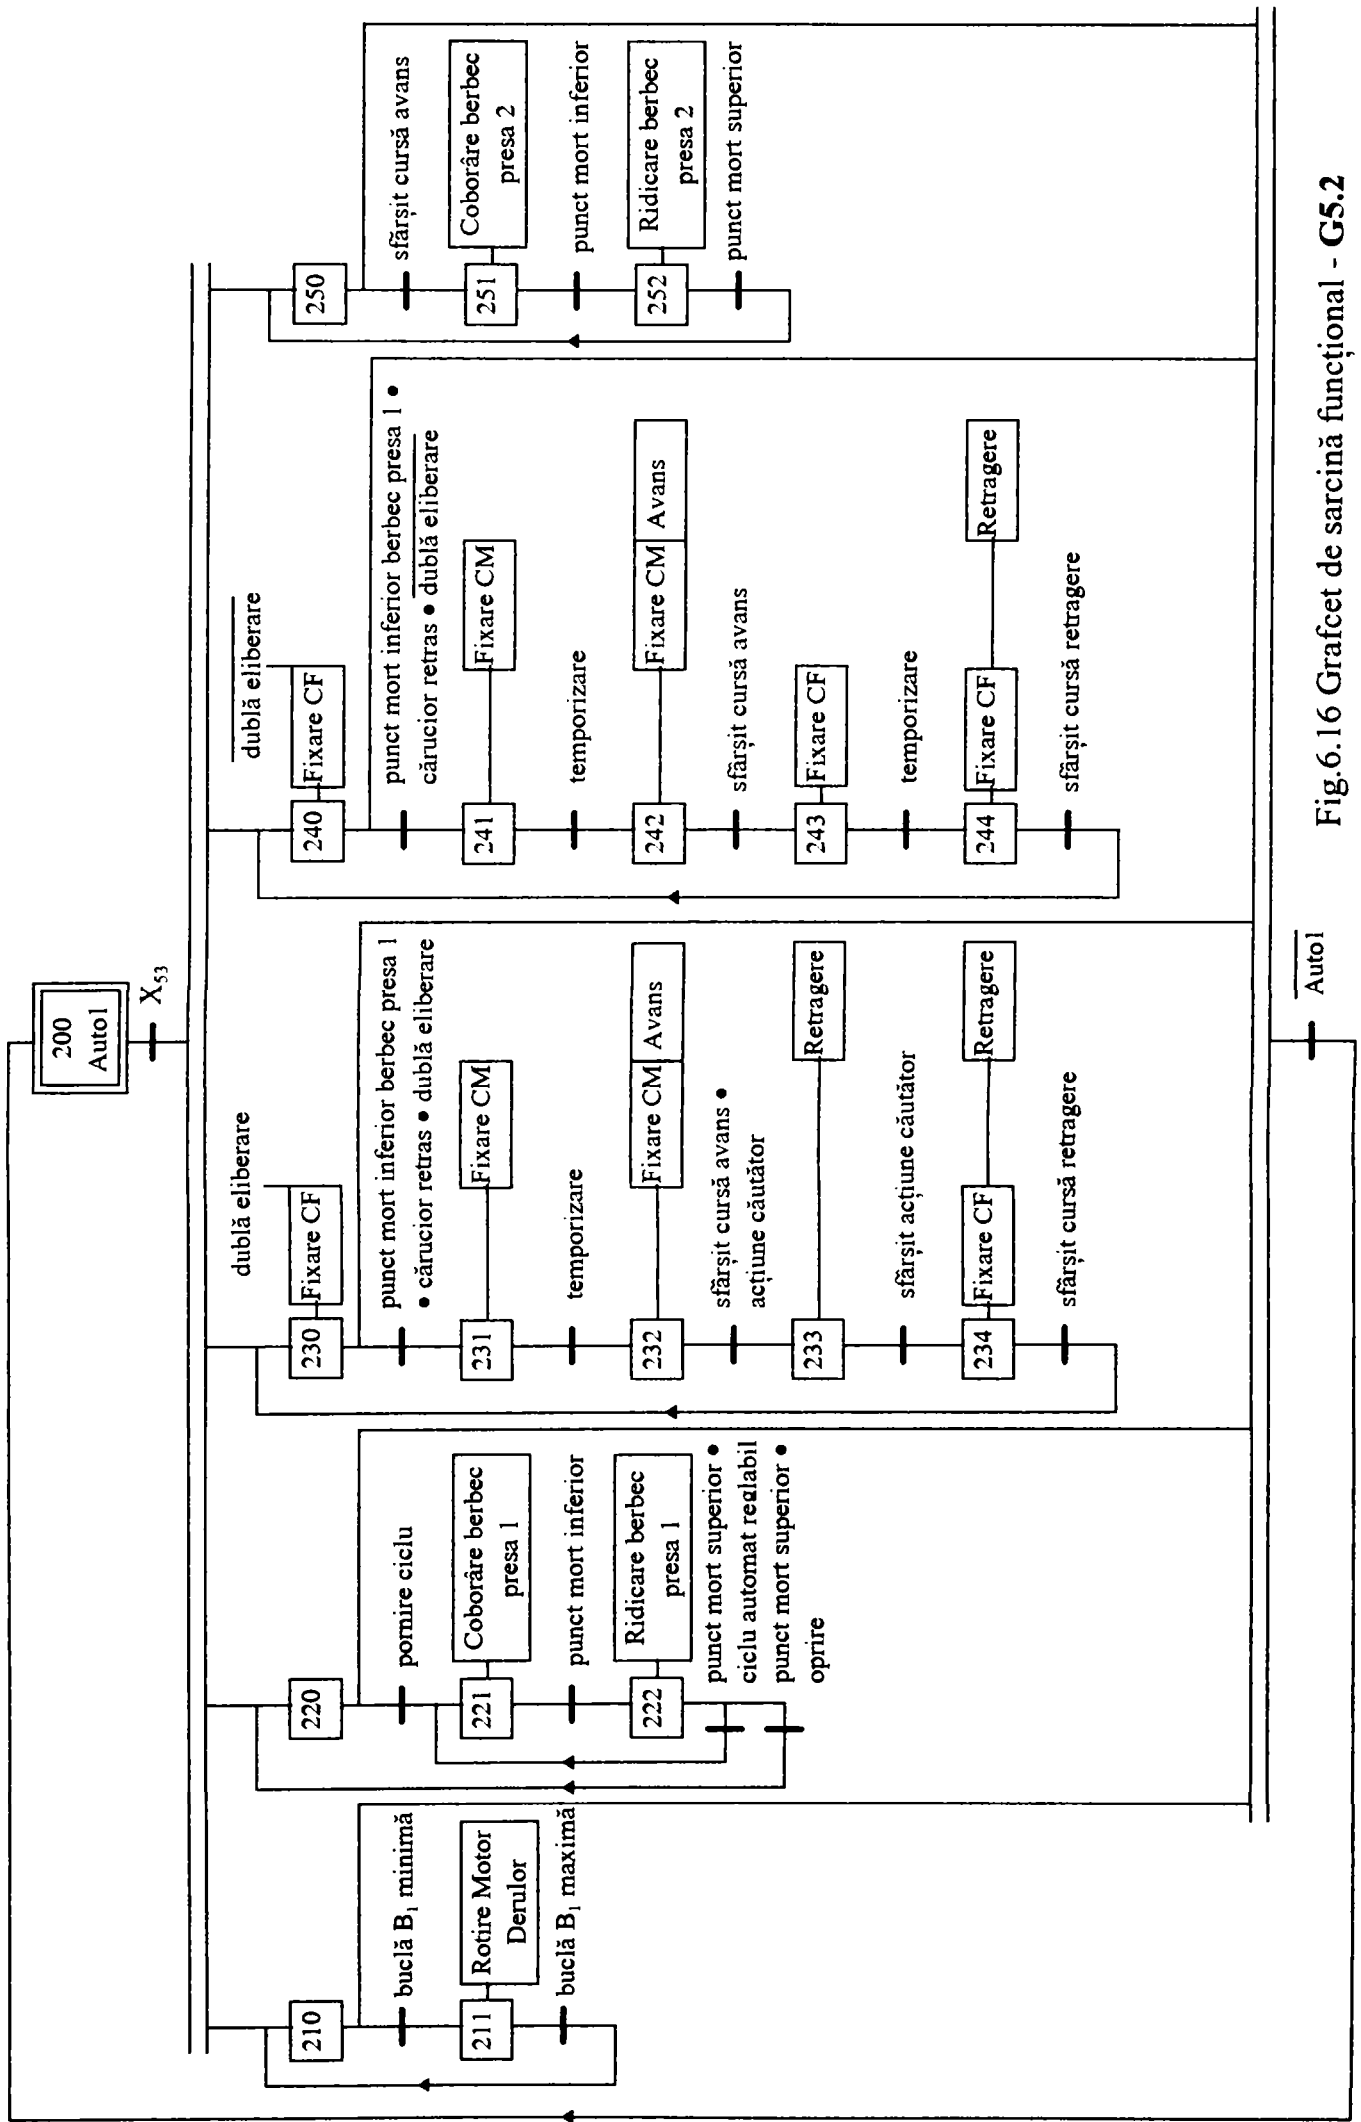 200
Auto1
X53
210
buclă B1 minimă
211
Rotire Motor
Derulor
buclă B1 maximă
220
pornire ciclu
221
Coborâre berbec
presa 1
punct mort inferior
222
Ridicare berbec
presa 1
punct mort superior •
ciclu automat reglabil
punct mort superior •
oprire
dublă eliberare
230
Fixare CF
punct mort inferior berbec presa 1
• cărucior retras • dublă eliberare
231
Fixare CM
temporizare
232
Fixare CM
Avans
sfârșit cursă avans •
acțiune căutător
233
Retragere
sfârșit acțiune căutător
234
Fixare CF
Retragere
sfârșit cursă retragere
dublă eliberare
240
Fixare CF
punct mort inferior berbec presa 1 •
cărucior retras • dublă eliberare
241
Fixare CM
temporizare
242
Fixare CM
Avans
sfârșit cursă avans
243
Fixare CF
temporizare
244
Fixare CF
Retragere
sfârșit cursă retragere
250
sfârșit cursă avans
251
Coborâre berbec
presa 2
punct mort inferior
252
Ridicare berbec
presa 2
punct mort superior
Auto1
Fig.6.16 Grafcet de sarcină funcțional - G5.2